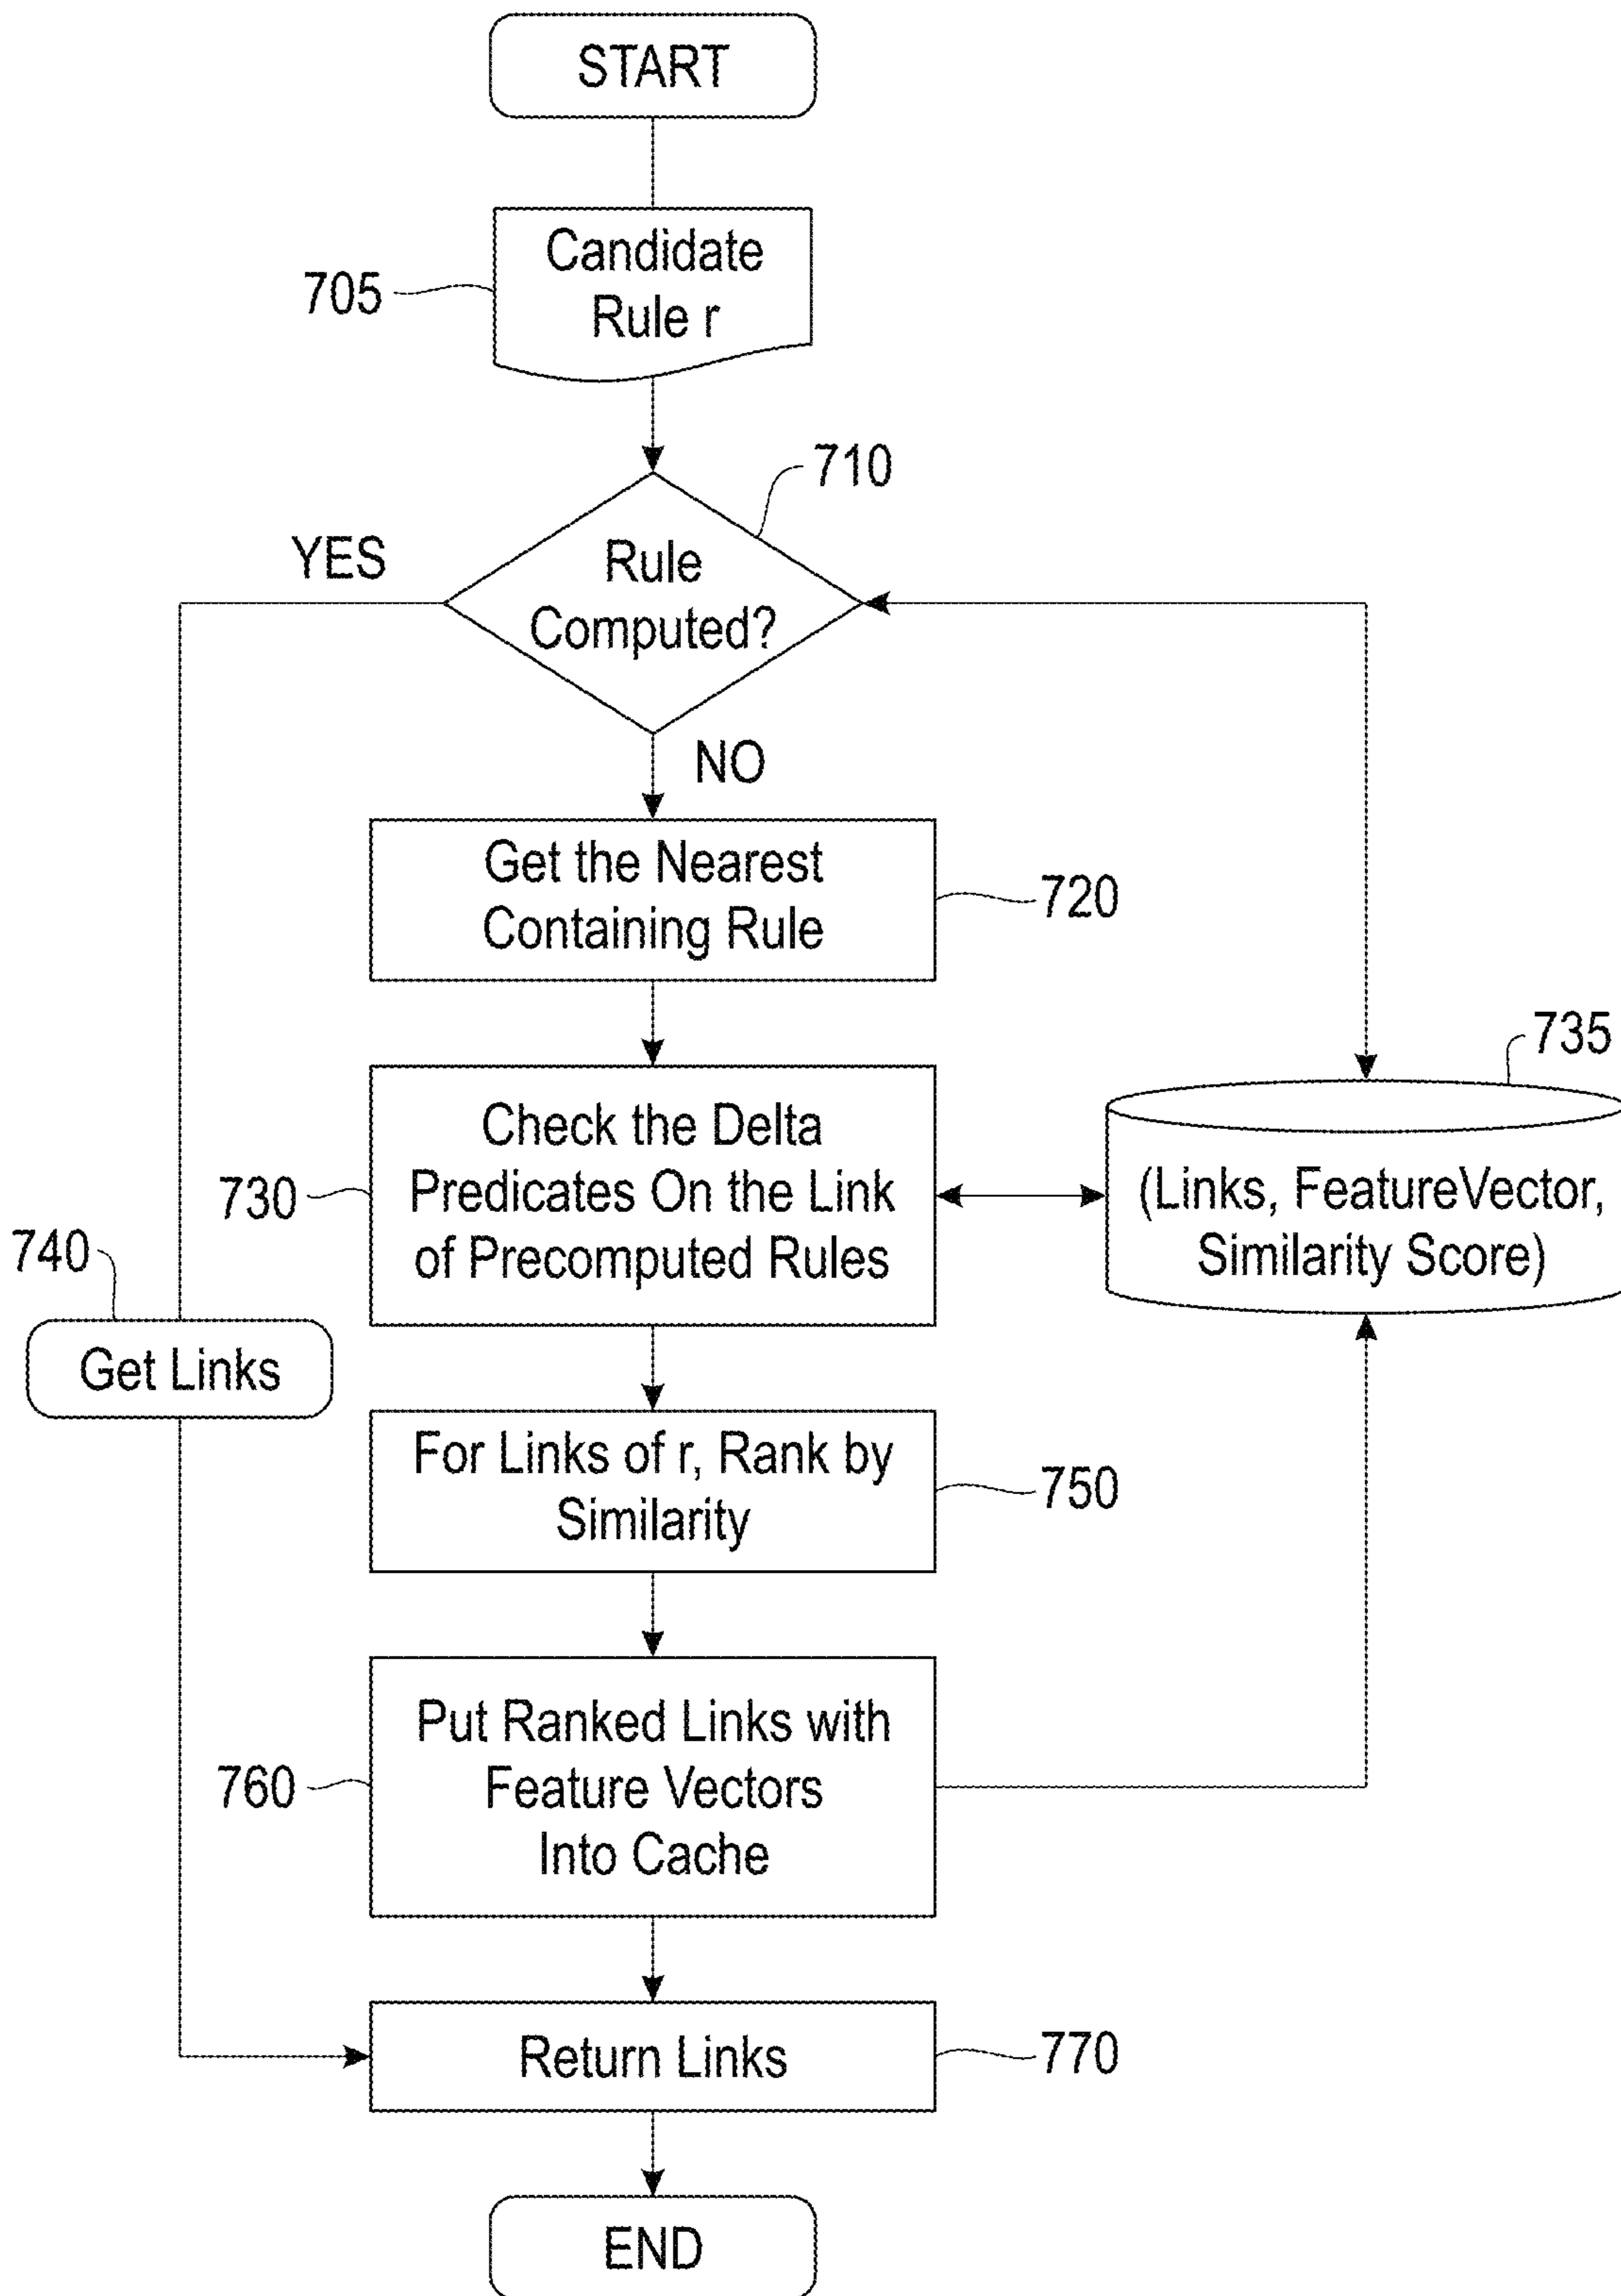 START
Candidate
Rule r
705
710
YES
Rule
Computed?
NO
Get the Nearest
Containing Rule
720
735
Check the Delta
Predicates On the Link
of Precomputed Rules
730
(Links, FeatureVector,
Similarity Score)
740
Get Links
For Links of r, Rank by
Similarity
750
Put Ranked Links with
Feature Vectors
Into Cache
760
Return Links
770
END